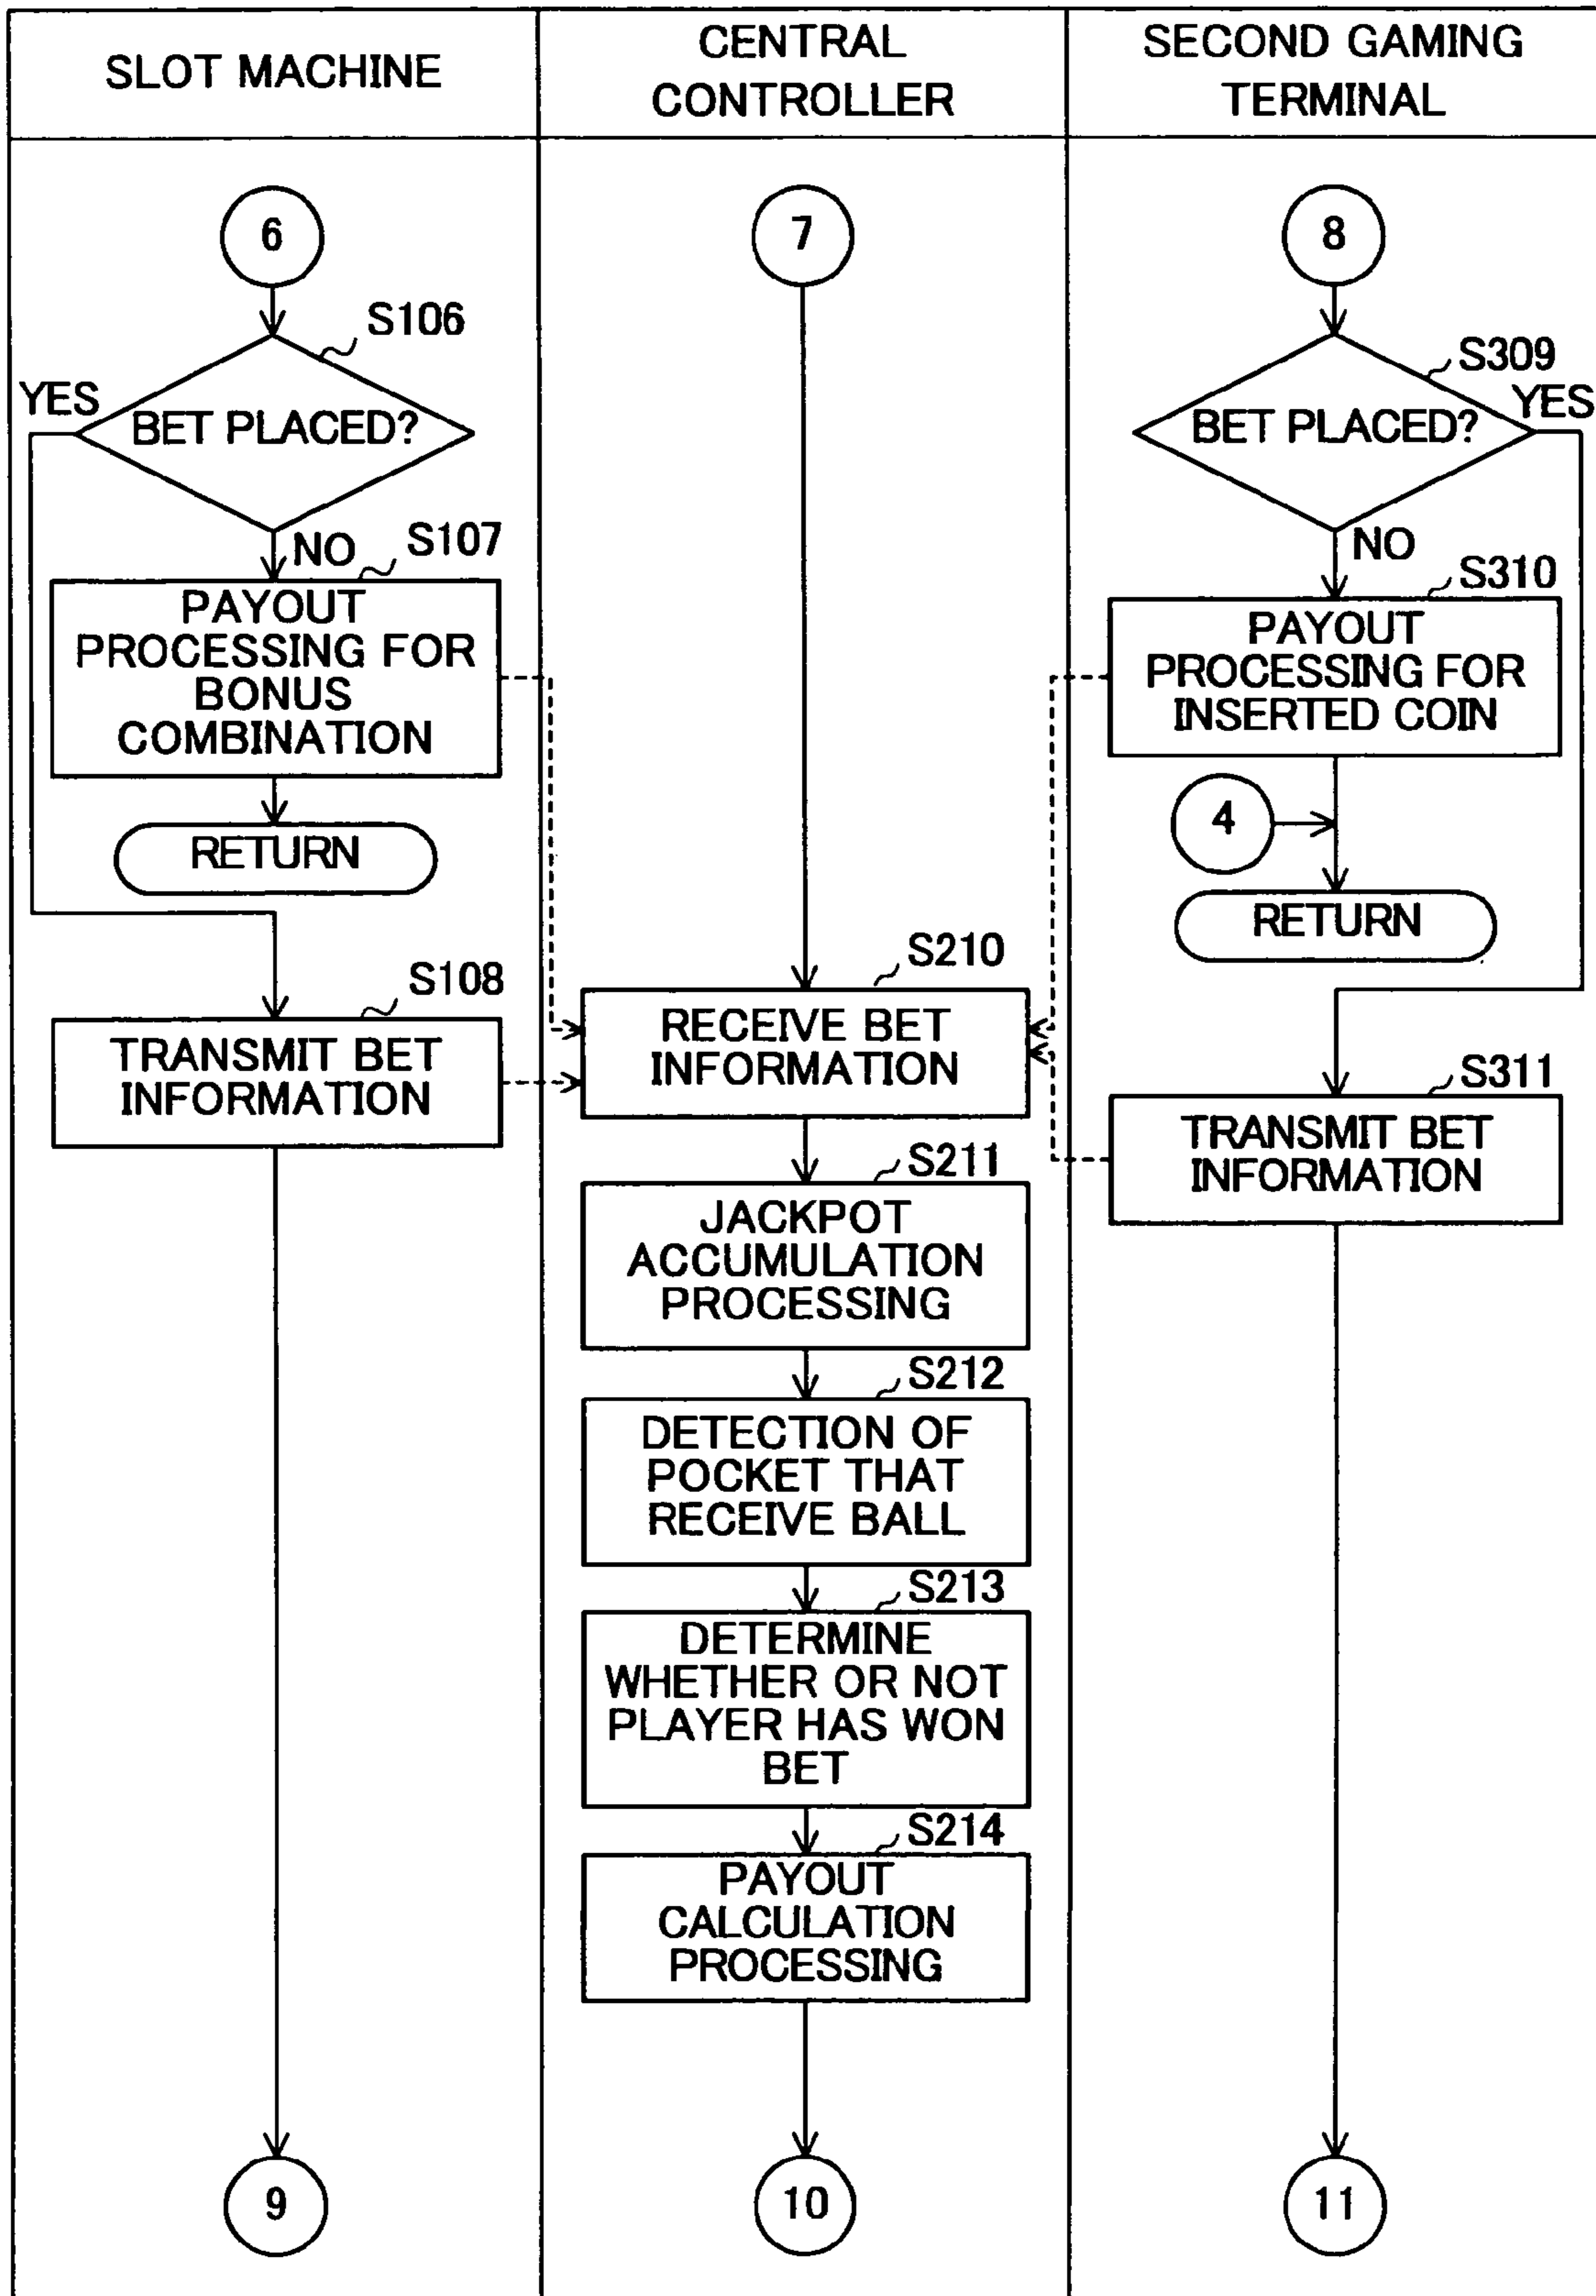 SLOT MACHINE
CENTRAL
CONTROLLER
SECOND GAMING
TERMINAL
6
S106
YES
BET PLACED?
NO
S107
PAYOUT
PROCESSING FOR
BONUS
COMBINATION
RETURN
S108
TRANSMIT BET
INFORMATION
9
7
S210
RECEIVE BET
INFORMATION
S211
JACKPOT
ACCUMULATION
PROCESSING
S212
DETECTION OF
POCKET THAT
RECEIVE BALL
S213
DETERMINE
WHETHER OR NOT
PLAYER HAS WON
BET
S214
PAYOUT
CALCULATION
PROCESSING
10
8
S309
YES
BET PLACED?
NO
S310
PAYOUT
PROCESSING FOR
INSERTED COIN
4
RETURN
S311
TRANSMIT BET
INFORMATION
11